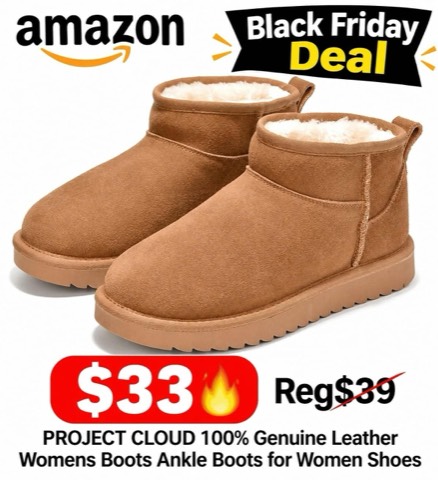 amazon
Black Friday
Deal
$33🔥 Reg$39
PROJECT CLOUD 100% Genuine Leather
Womens Boots Ankle Boots for Women Shoes